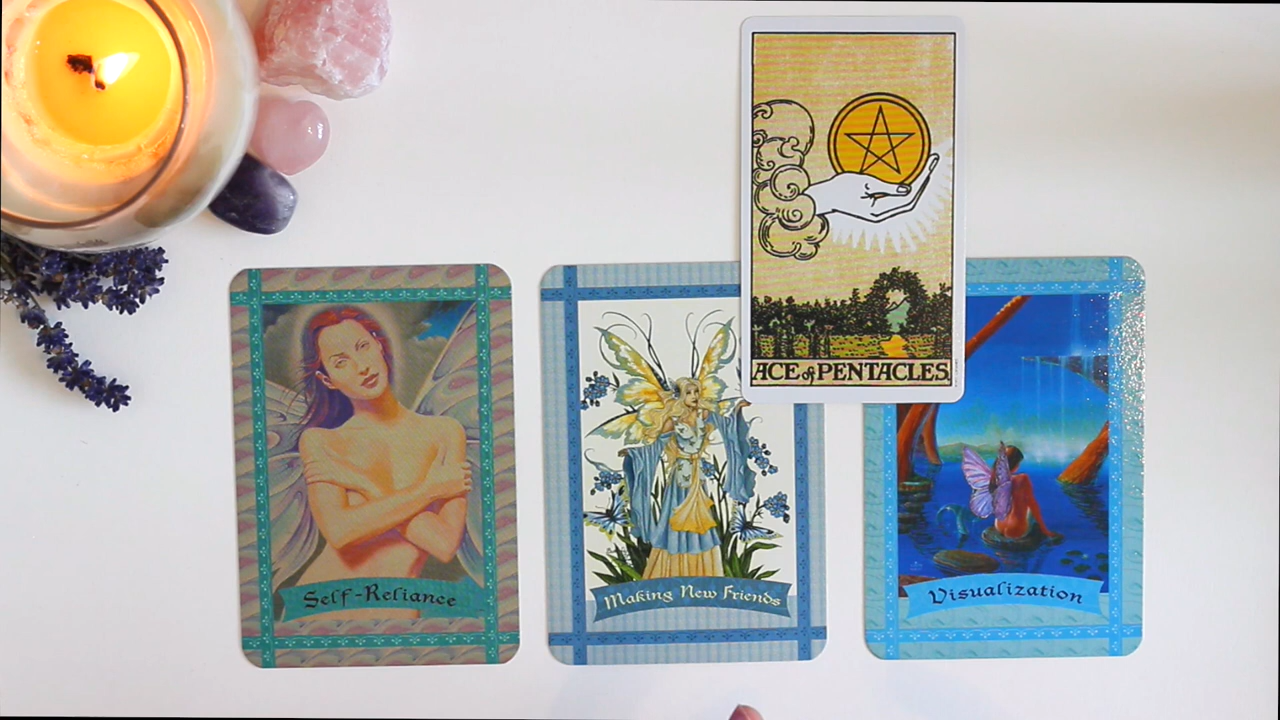 ACE of PENTACLES
Self-Reliance
Making New Friends
Visualization